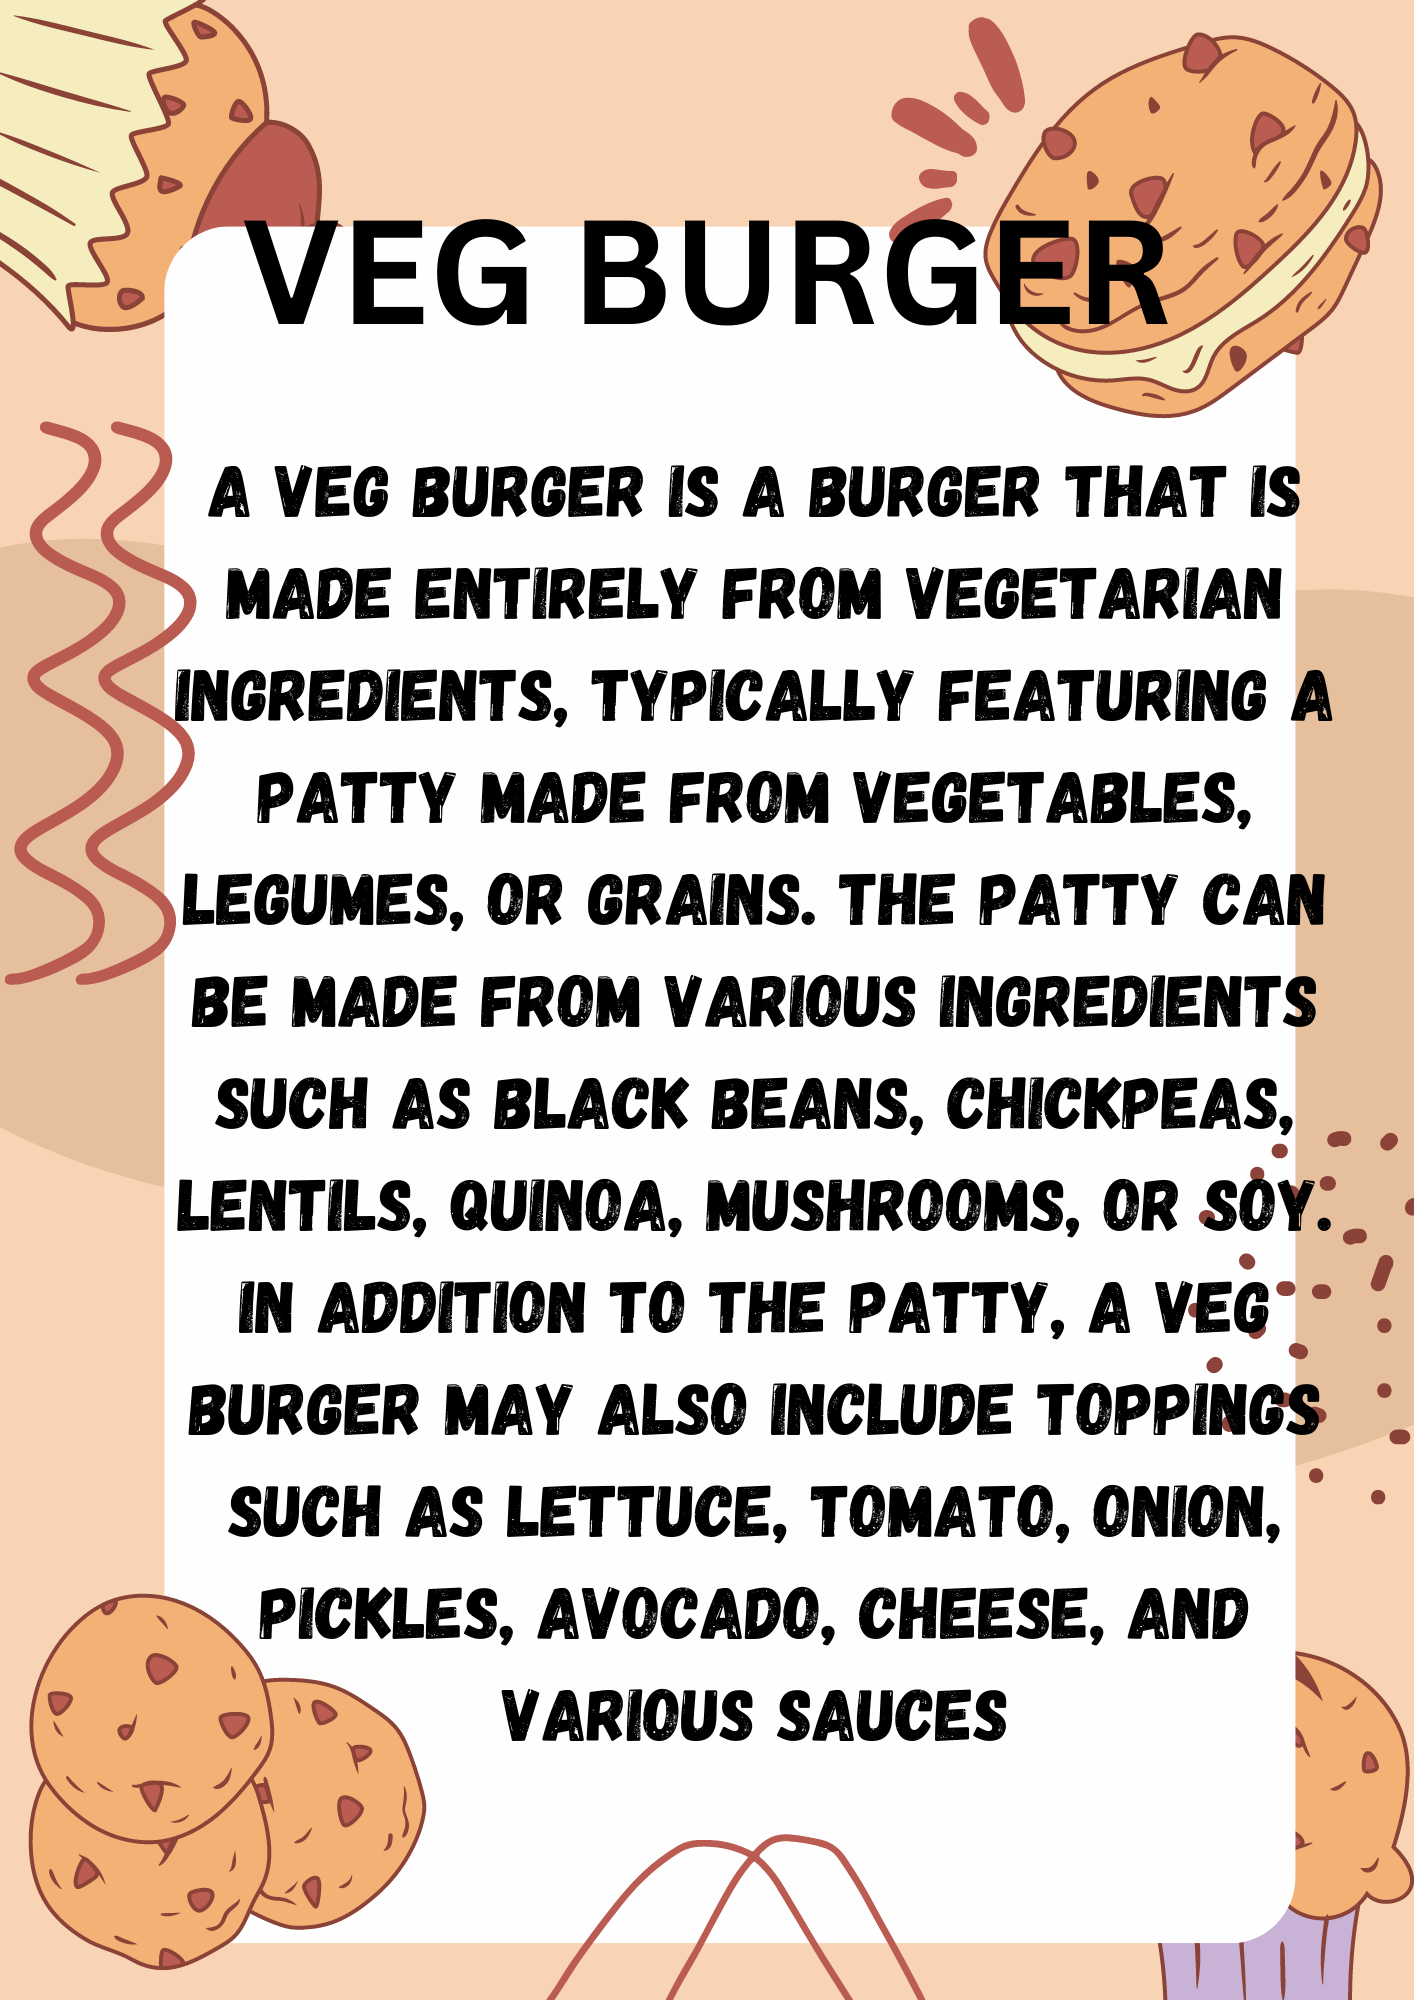 VEG BURGER
A VEG BURGER IS A BURGER THAT IS
MADE ENTIRELY FROM VEGETARIAN
INGREDIENTS, TYPICALLY FEATURING A
PATTY MADE FROM VEGETABLES,
LEGUMES, OR GRAINS. THE PATTY CAN
BE MADE FROM VARIOUS INGREDIENTS
SUCH AS BLACK BEANS, CHICKPEAS,
LENTILS, QUINOA, MUSHROOMS, OR SOY.
IN ADDITION TO THE PATTY, A VEG
BURGER MAY ALSO INCLUDE TOPPINGS
SUCH AS LETTUCE, TOMATO, ONION,
PICKLES, AVOCADO, CHEESE, AND
VARIOUS SAUCES